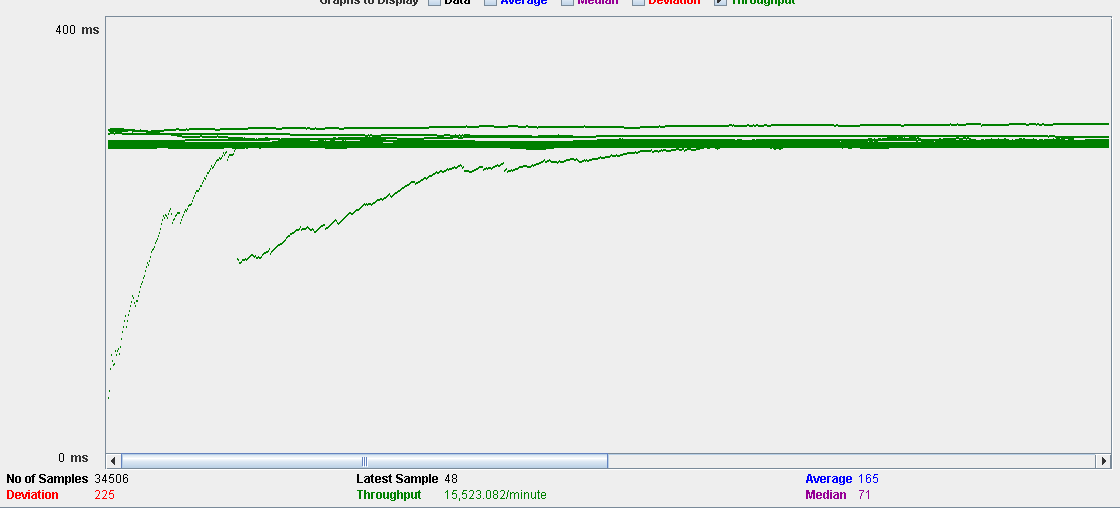 Graphs to Display Data Average Median Deviation Throughput
400 ms
0 ms
No of Samples 34506 Latest Sample 48 Average 165
Deviation 225 Throughput 15,523.082/minute Median 71